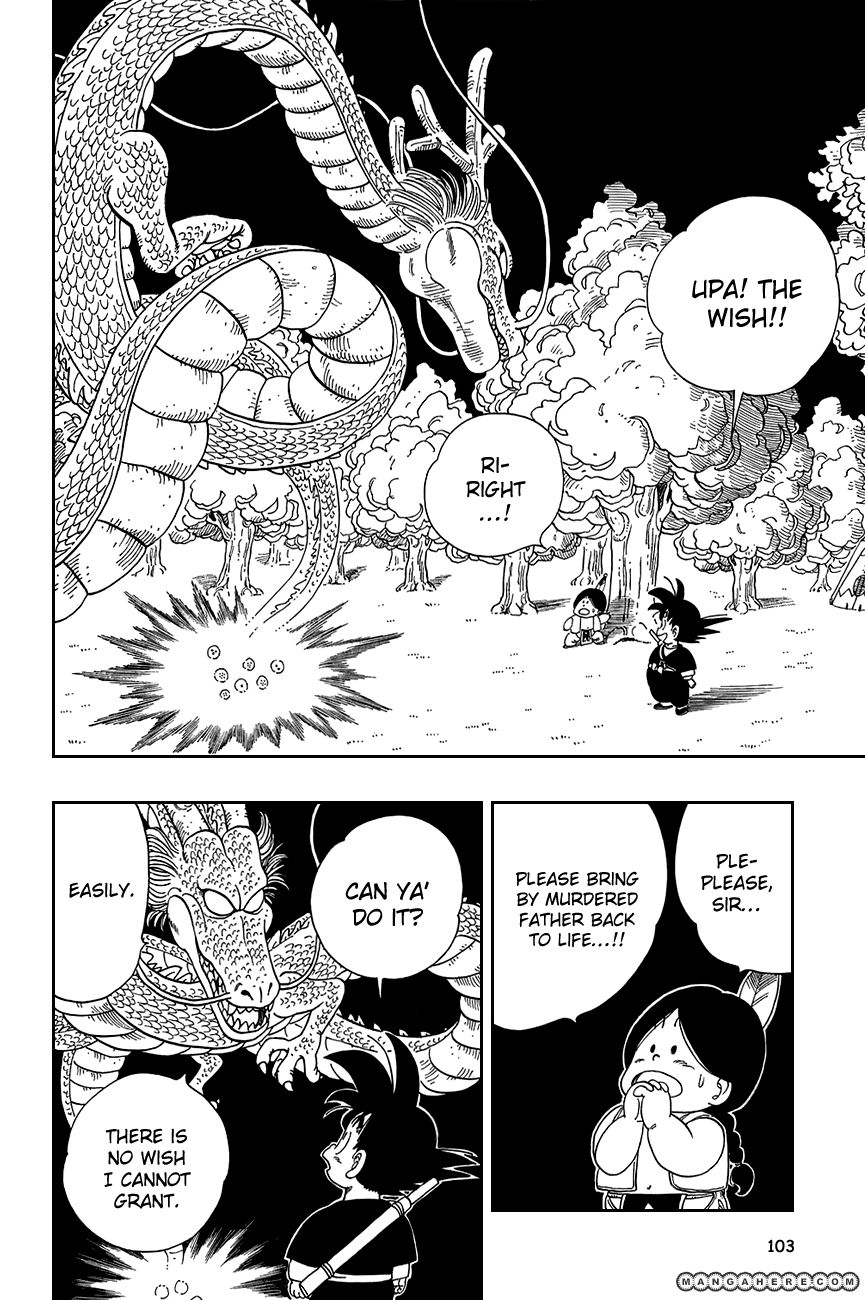 UPA! THE
WISH!!
RI-
RIGHT
...!
PLE-
PLEASE,
SIR...
PLEASE BRING
BY MURDERED
FATHER BACK
TO LIFE...!!
CAN YA'
DO IT?
EASILY.
THERE IS
NO WISH
I CANNOT
GRANT.
103
MANGAHERE.COM